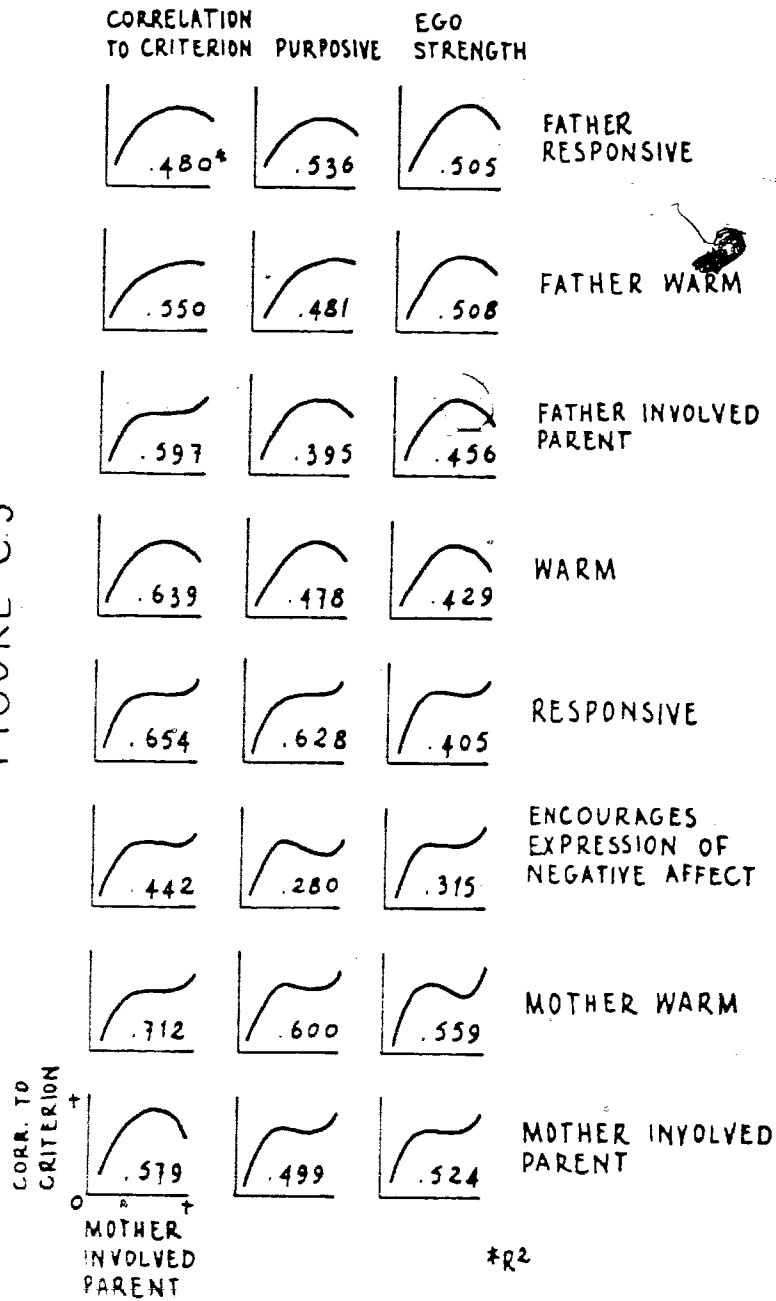 CORRELATION TO CRITERION PURPOSIVE EGO STRENGTH
.480* .536 .505 FATHER RESPONSIVE
.550 .481 .508 FATHER WARM
.597 .395 .456 FATHER INVOLVED PARENT
.639 .478 .429 WARM
.654 .628 .405 RESPONSIVE
.442 .280 .315 ENCOURAGES EXPRESSION OF NEGATIVE AFFECT
.712 .600 .559 MOTHER WARM
.579 .499 .524 MOTHER INVOLVED PARENT
CORR. TO CRITERION
+
0 +
MOTHER
INVOLVED
PARENT
*R2